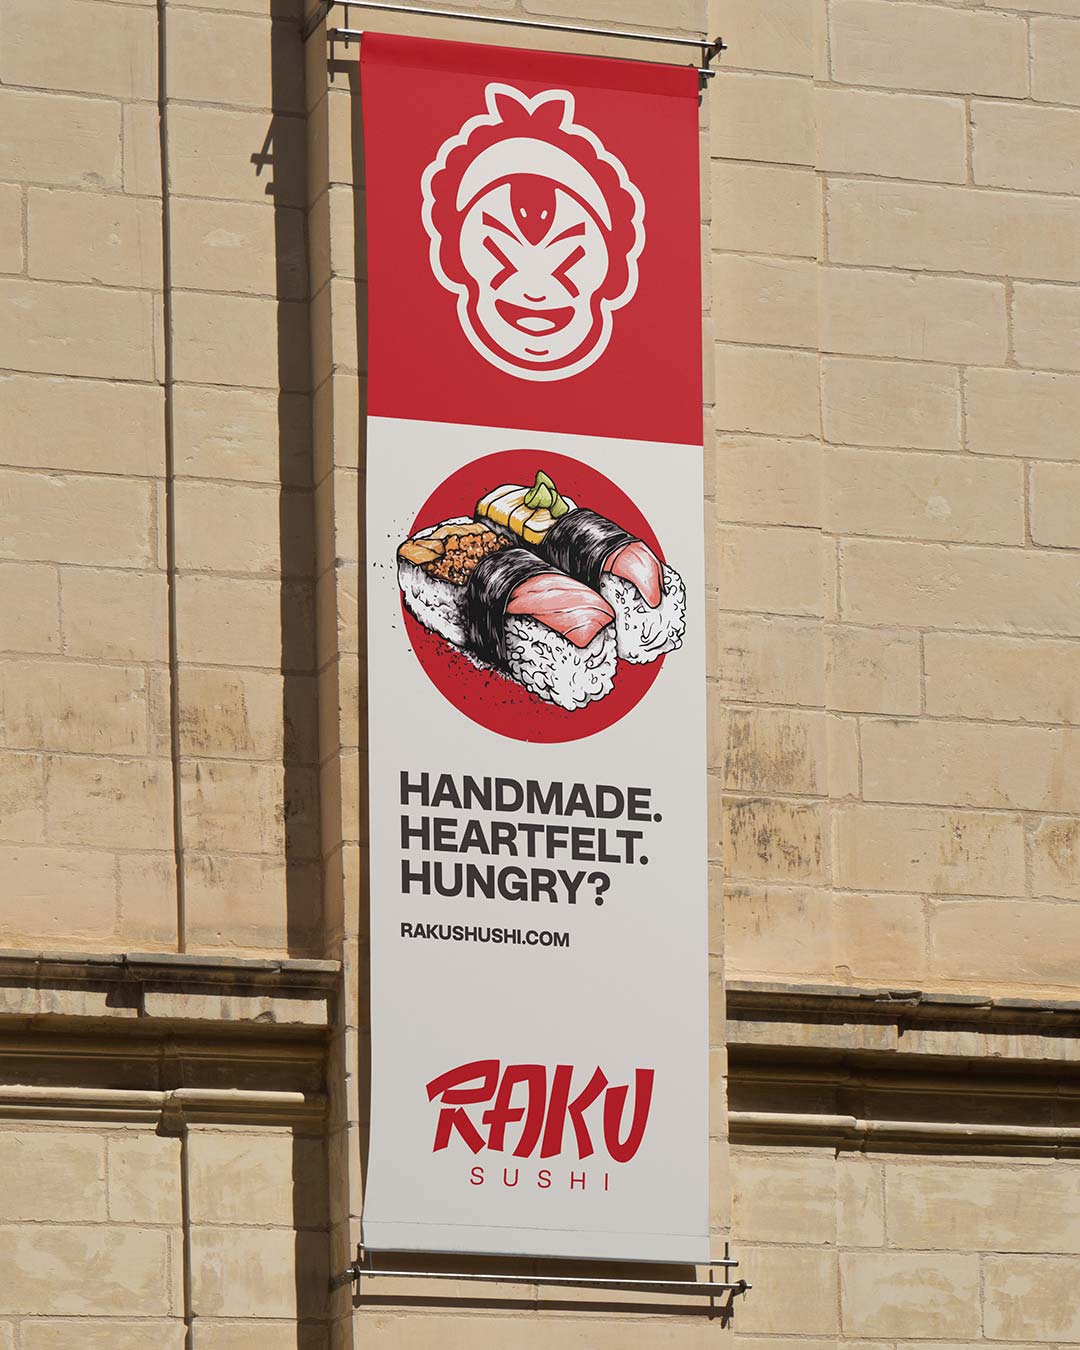 HANDMADE.
HEARTFELT.
HUNGRY?
RAKUSHUSHI.COM
RAKU
SUSHI